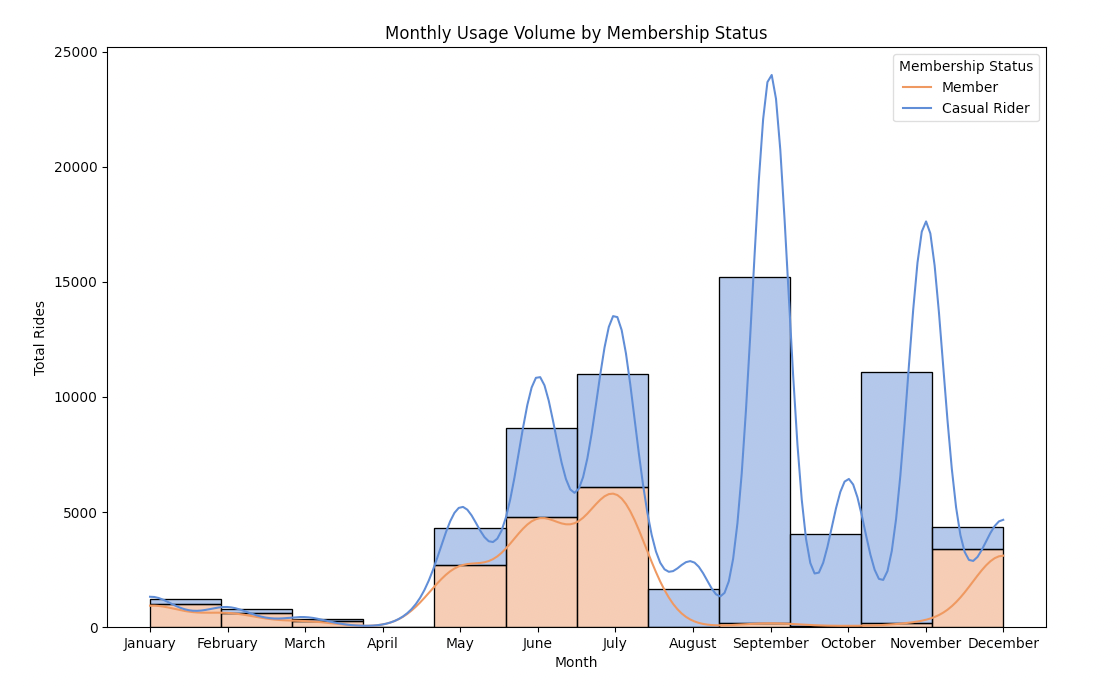 Monthly Usage Volume by Membership Status
Membership Status
Member
Casual Rider
25000
20000
15000
10000
5000
0
Total Rides
January February March April May June July August September October November December
Month